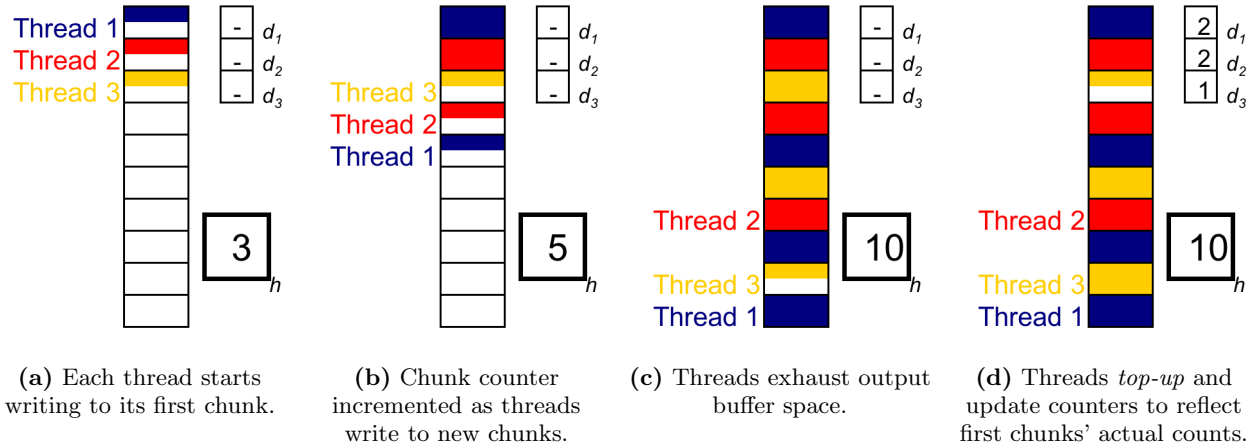 Thread 1
Thread 2
Thread 3
- d1
- d2
- d3
3
h
(a) Each thread starts
writing to its first chunk.
Thread 3
Thread 2
Thread 1
- d1
- d2
- d3
5
h
(b) Chunk counter
incremented as threads
write to new chunks.
Thread 2
Thread 3
Thread 1
- d1
- d2
- d3
10
h
(c) Threads exhaust output
buffer space.
Thread 2
Thread 3
Thread 1
2 d1
2 d2
1 d3
10
h
(d) Threads top-up and
update counters to reflect
first chunks' actual counts.